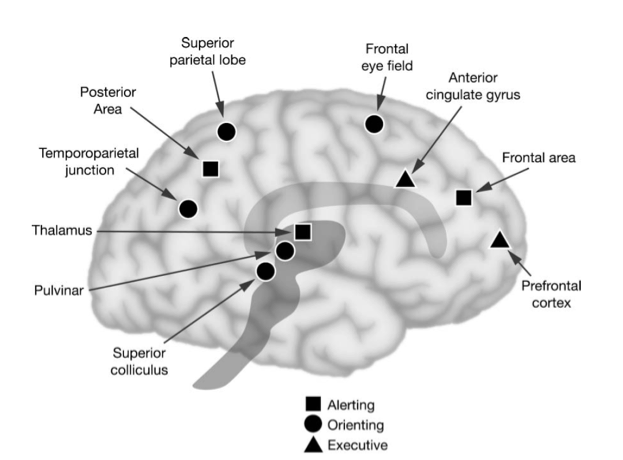 Superior
parietal lobe
Frontal
eye field
Anterior
cingulate gyrus
Posterior
Area
Temporoparietal
junction
Frontal area
Thalamus
Pulvinar
Prefrontal
cortex
Superior
colliculus
Alerting
Orienting
Executive